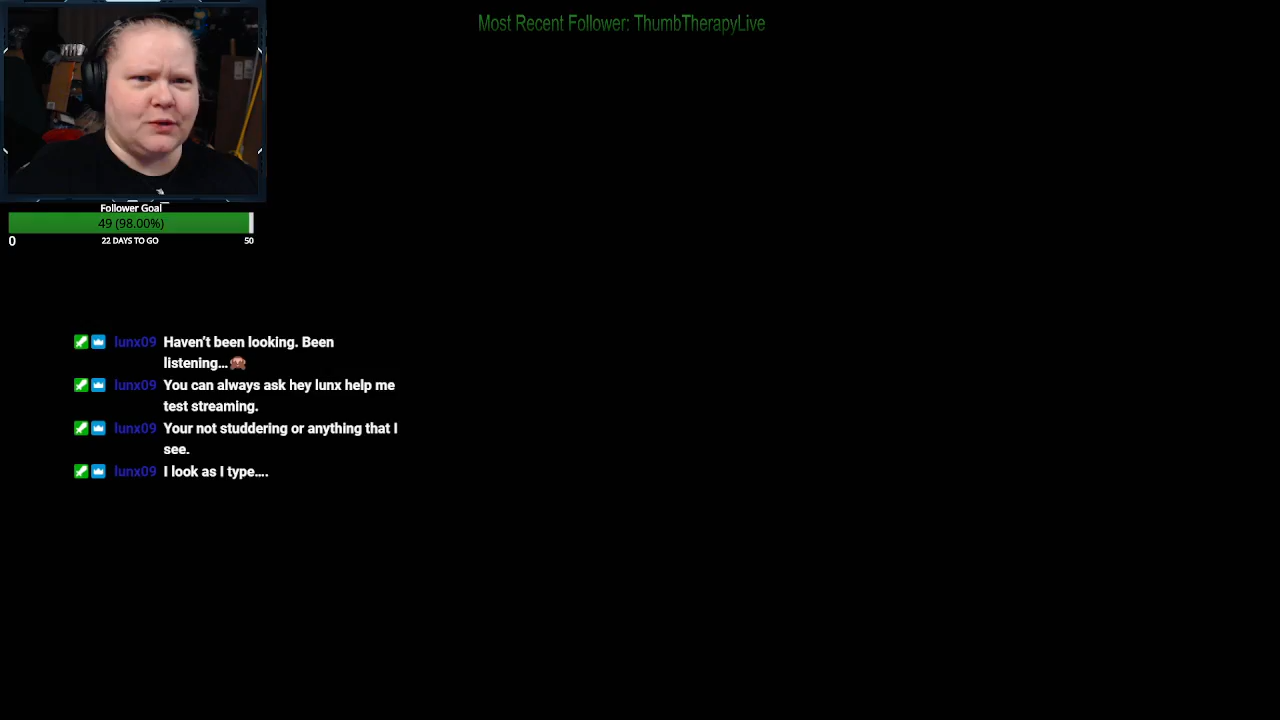 Most Recent Follower: ThumbTherapyLive
Follower Goal
49 (98.00%)
0 22 DAYS TO GO 50
lunx09 Haven't been looking. Been
listening...🙊
lunx09 You can always ask hey lunx help me
test streaming.
lunx09 Your not studdering or anything that I
see.
lunx09 I look as I type....